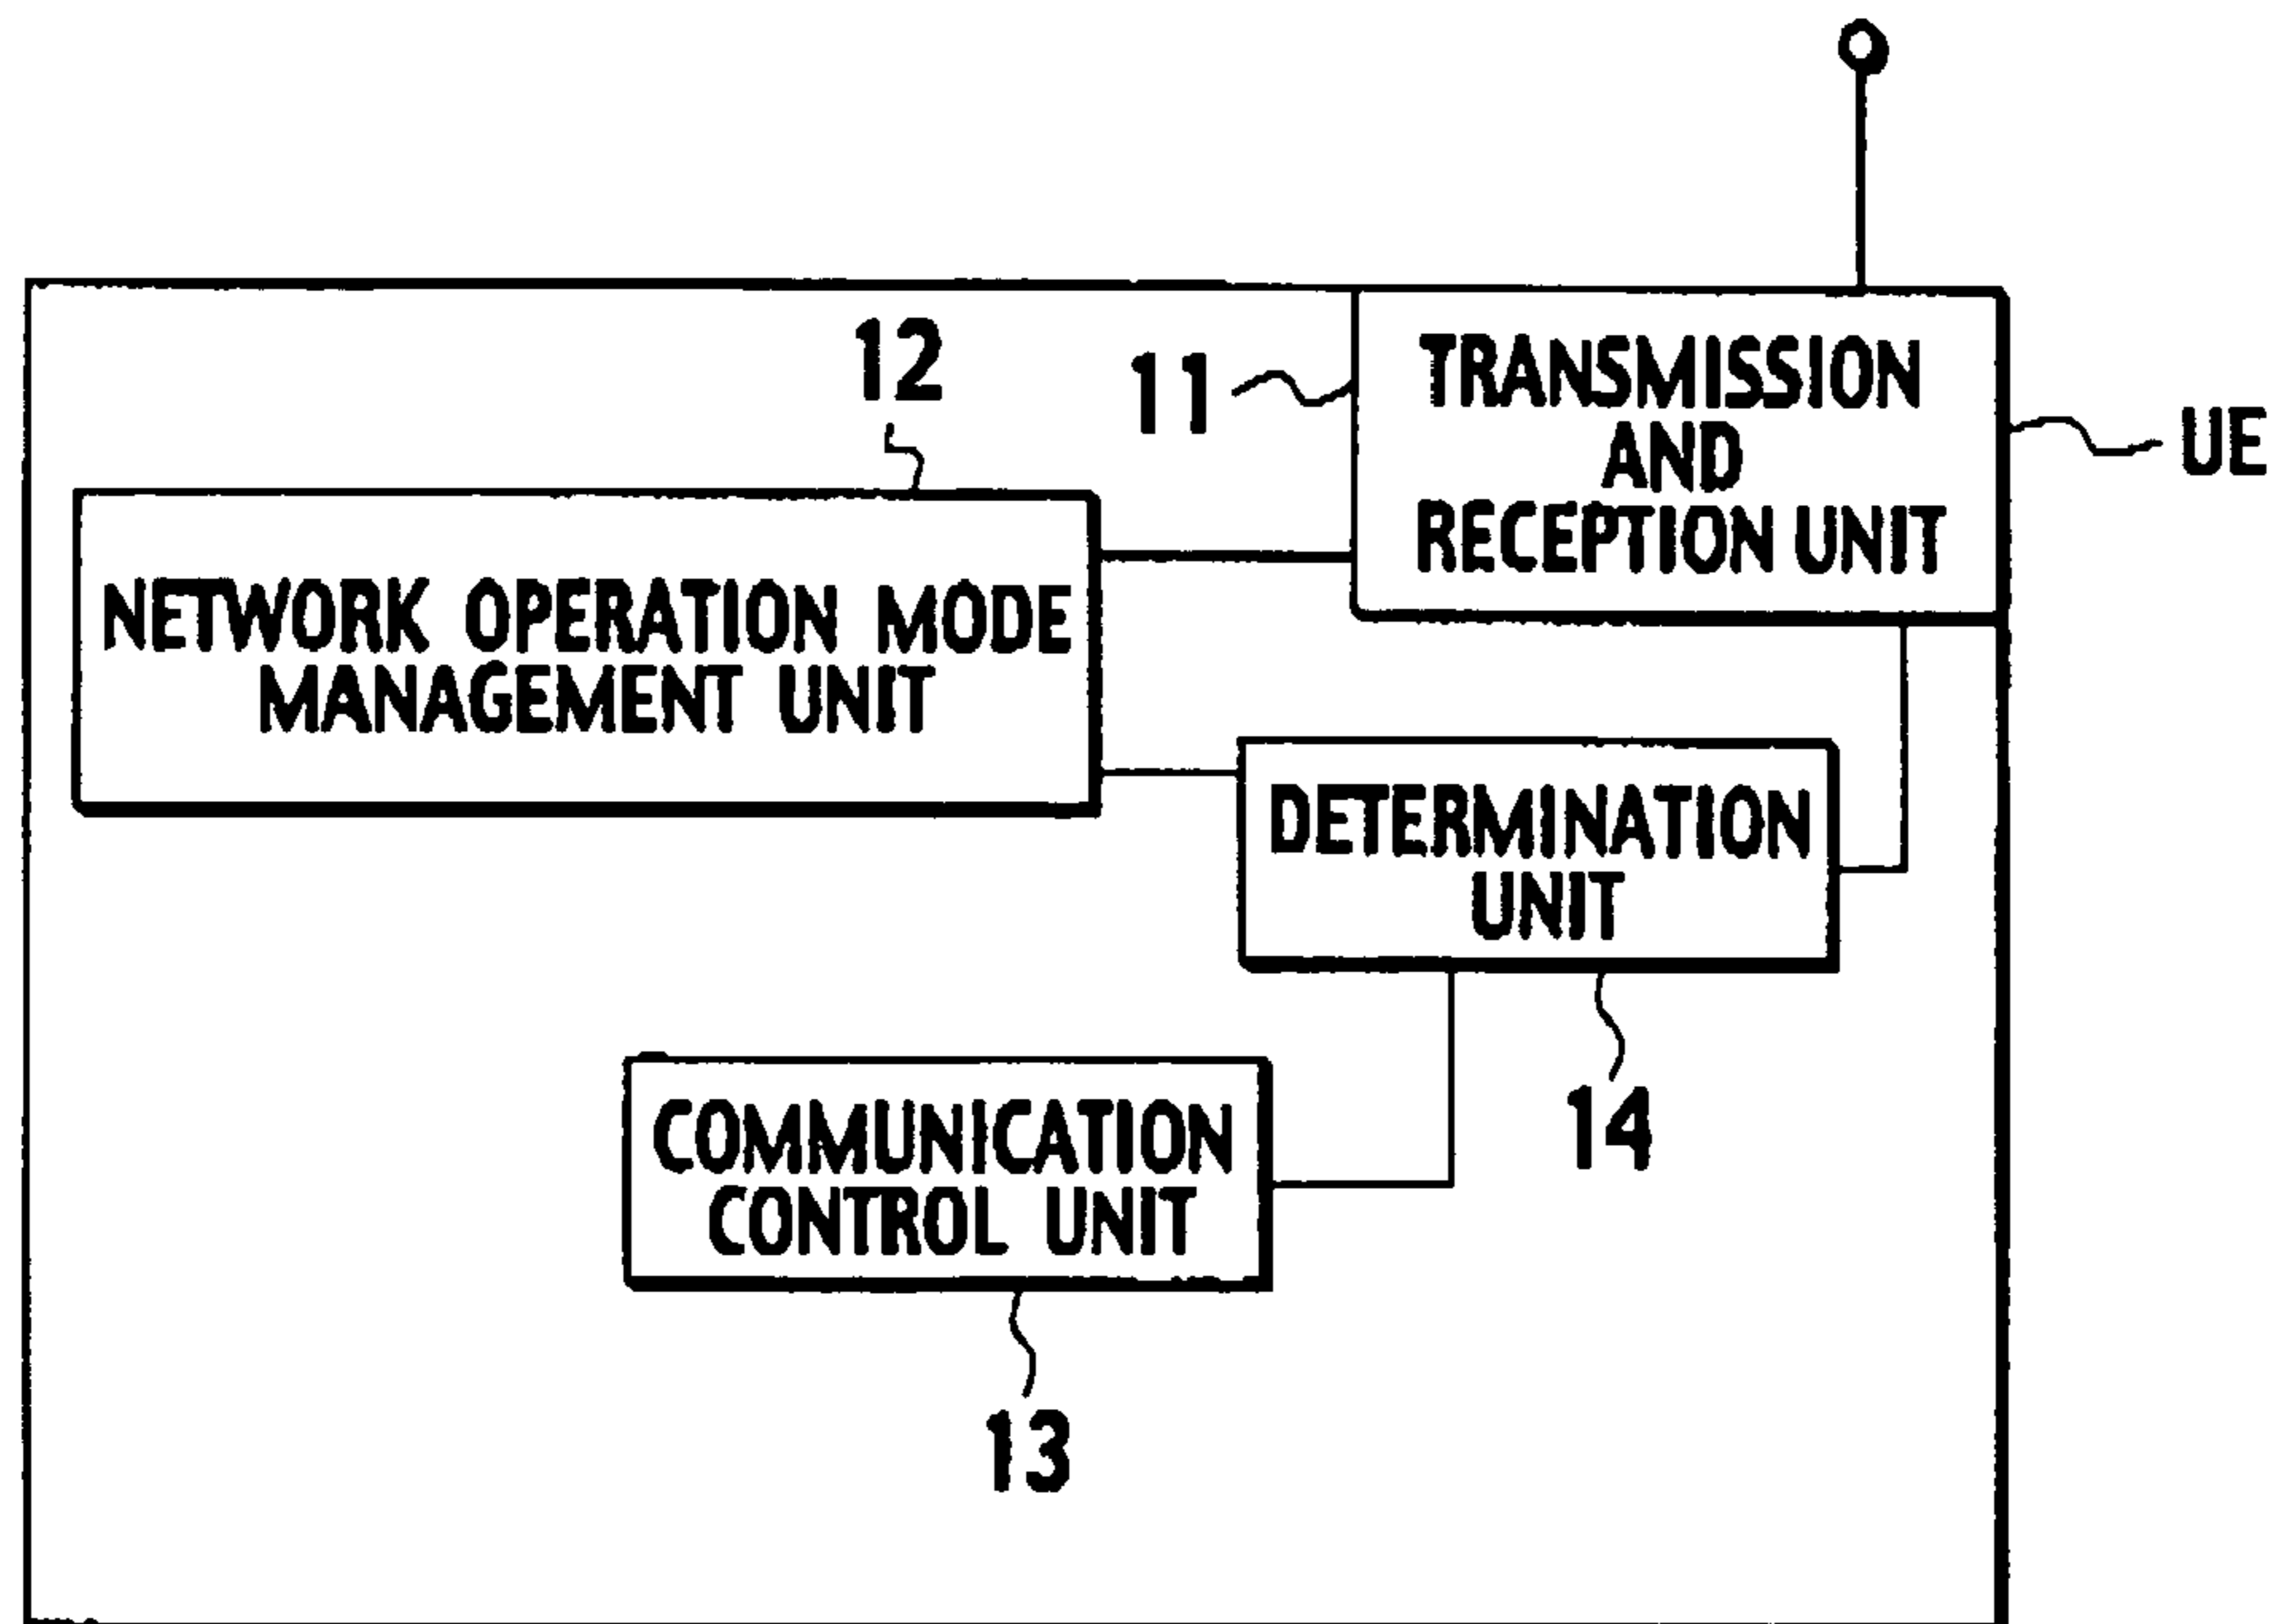 12
11
TRANSMISSION
AND
RECEPTION UNIT
UE
NETWORK OPERATION MODE
MANAGEMENT UNIT
DETERMINATION
UNIT
14
COMMUNICATION
CONTROL UNIT
13